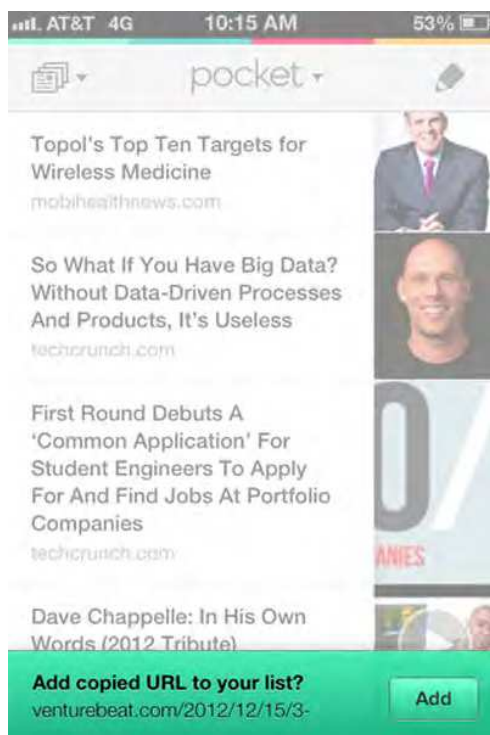 AT&T 4G 10:15 AM 53%
pocket
Topol's Top Ten Targets for
Wireless Medicine
mobihealthnews.com
So What If You Have Big Data?
Without Data-Driven Processes
And Products, It's Useless
techcrunch.com
First Round Debuts A
‘Common Application’ For
Student Engineers To Apply
For And Find Jobs At Portfolio
Companies
techcrunch.com
0/
ANIES
Dave Chappelle: In His Own
Words (2012 Tribute)
Add copied URL to your list?
venturebeat.com/2012/12/15/3-
Add